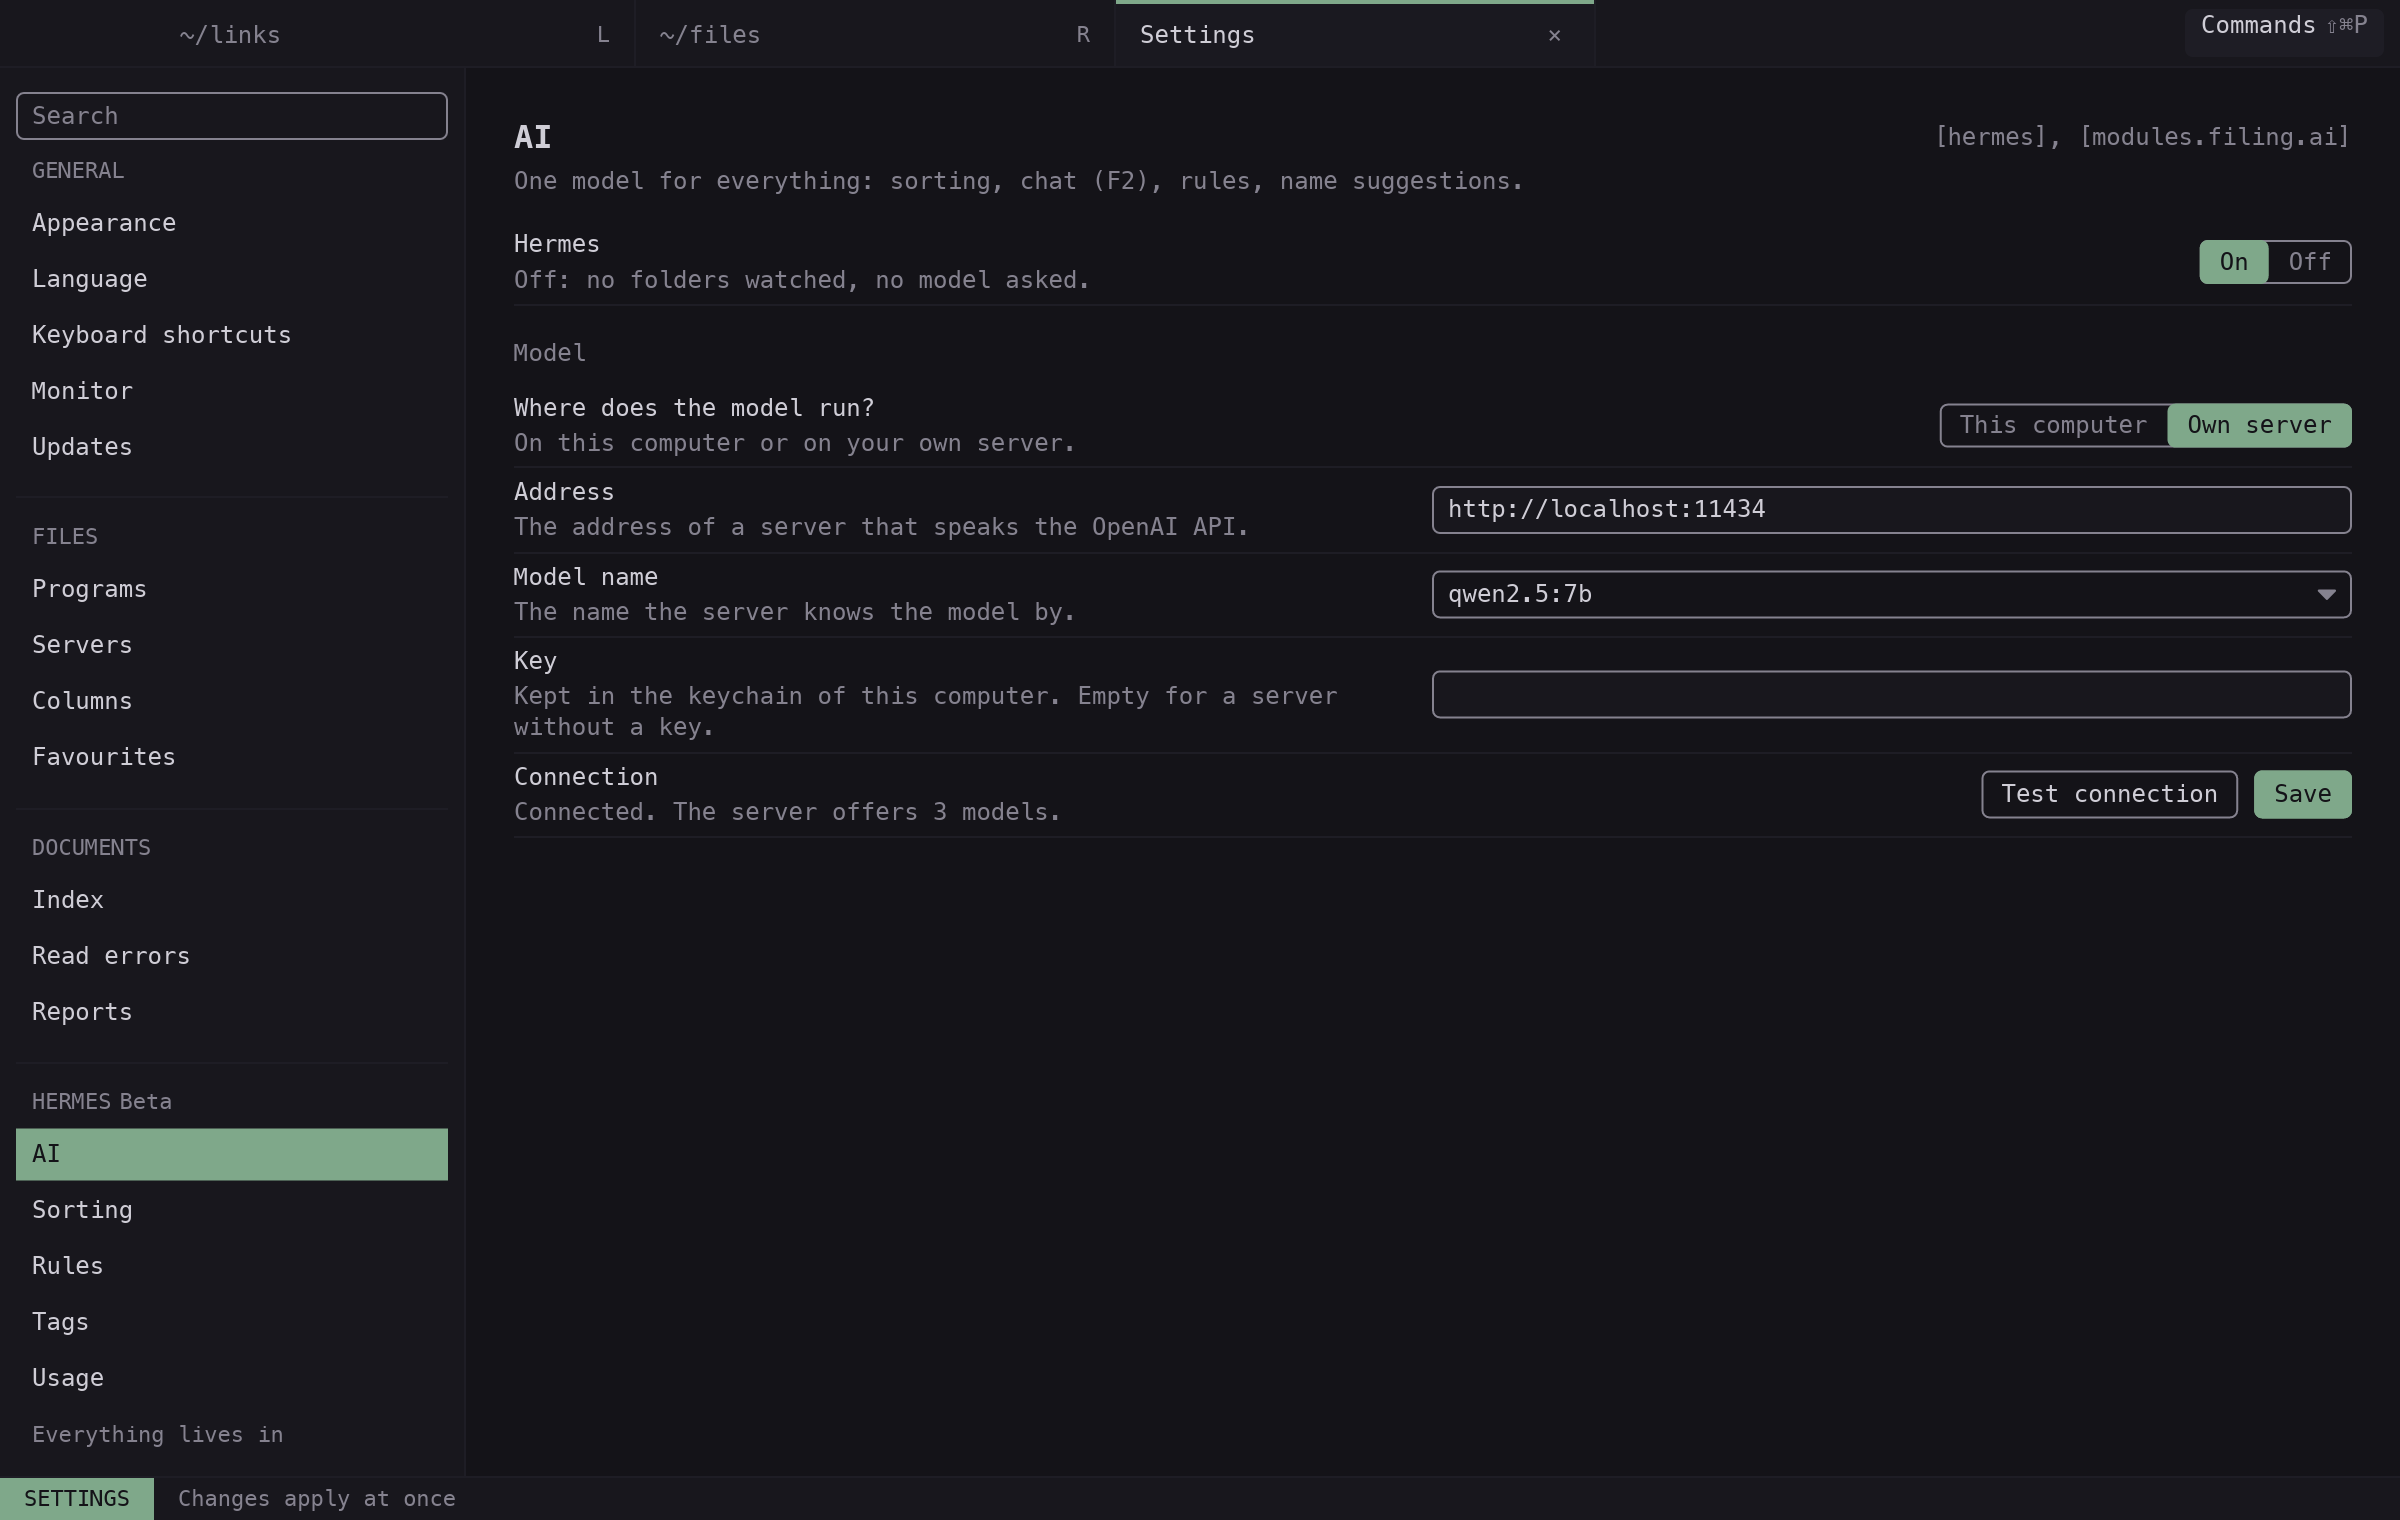 ~/links L ~/files R Settings × Commands ⇧⌘P
Search
GENERAL
Appearance
Language
Keyboard shortcuts
Monitor
Updates
FILES
Programs
Servers
Columns
Favourites
DOCUMENTS
Index
Read errors
Reports
HERMES Beta
AI
Sorting
Rules
Tags
Usage
Everything lives in
AI [hermes], [modules.filing.ai]
One model for everything: sorting, chat (F2), rules, name suggestions.
Hermes
Off: no folders watched, no model asked.
On Off
Model
Where does the model run?
On this computer or on your own server.
This computer Own server
Address
The address of a server that speaks the OpenAI API.
http://localhost:11434
Model name
The name the server knows the model by.
qwen2.5:7b
Key
Kept in the keychain of this computer. Empty for a server
without a key.
Connection
Connected. The server offers 3 models.
Test connection Save
SETTINGS Changes apply at once